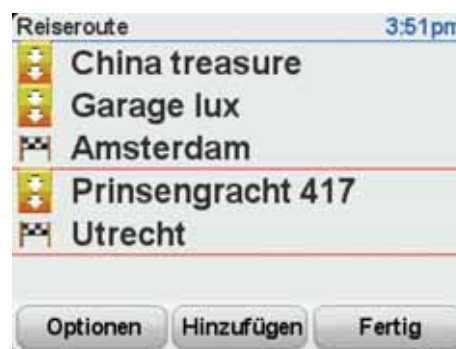 Reiseroute 3:51pm
China treasure
Garage lux
Amsterdam
Prinsengracht 417
Utrecht
Optionen Hinzufügen Fertig